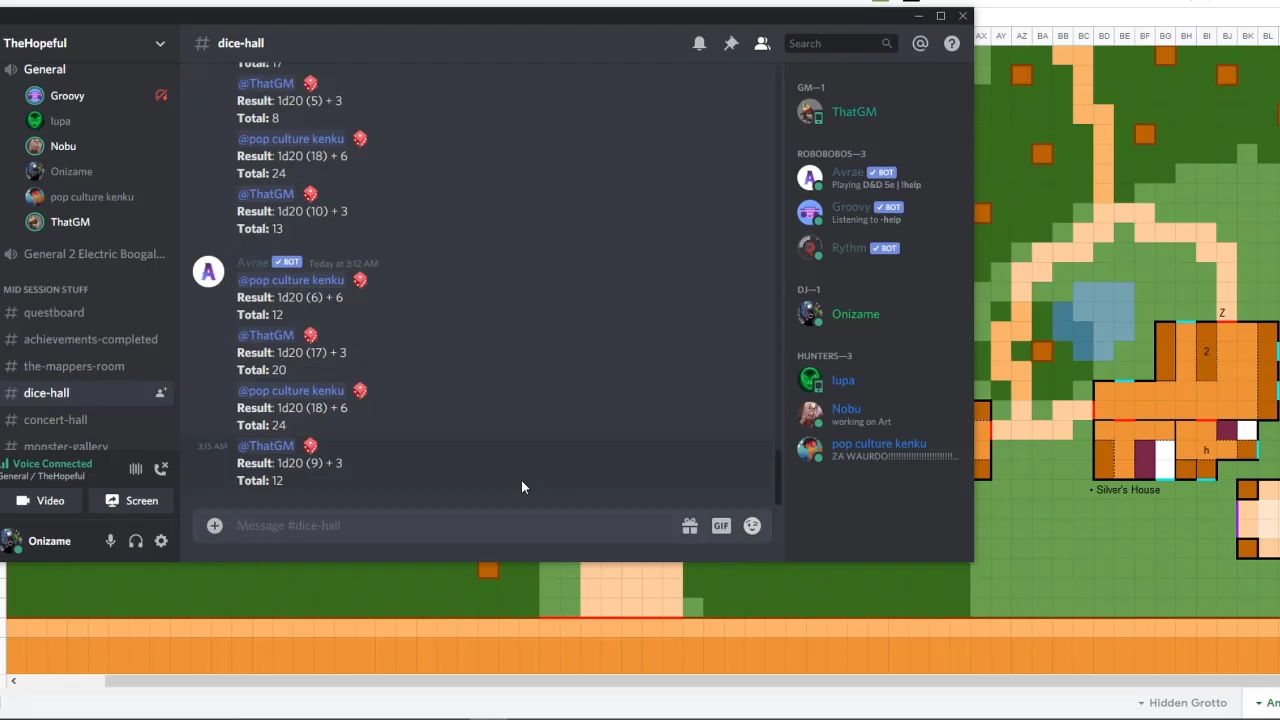 TheHopeful
General
Groovy
lupa
Nobu
Onizame
pop culture kenku
ThatGM
General 2 Electric Boogal...
MID SESSION STUFF
# questboard
# achievements-completed
# the-mappers-room
# dice-hall
# concert-hall
# monster-gallery
Voice Connected
General / TheHopeful
Video
Screen
Onizame
# dice-hall
Search
Total: 17
@ThatGM
Result: 1d20 (5) + 3
Total: 8
@pop culture kenku
Result: 1d20 (18) + 6
Total: 24
@ThatGM
Result: 1d20 (10) + 3
Total: 13
A
Avrae BOT Today at 3:12 AM
@pop culture kenku
Result: 1d20 (6) + 6
Total: 12
@ThatGM
Result: 1d20 (17) + 3
Total: 20
@pop culture kenku
Result: 1d20 (18) + 6
Total: 24
3:15 AM @ThatGM
Result: 1d20 (9) + 3
Total: 12
Message #dice-hall
GIF
GM—1
ThatGM
ROBOBOBOS—3
A
Avrae BOT
Playing D&D 5e | !help
Groovy BOT
Listening to -help
Rythm BOT
DJ—1
Onizame
HUNTERS—3
lupa
Nobu
working on Art
pop culture kenku
ZA WAURDO!!!!!!!!!!!!!!!!!!!!!!!!!...
AX AY AZ BA BB BC BD BE BF BG BH BI BJ BK BL
Z
2
h
• Silver's House
Hidden Grotto
An